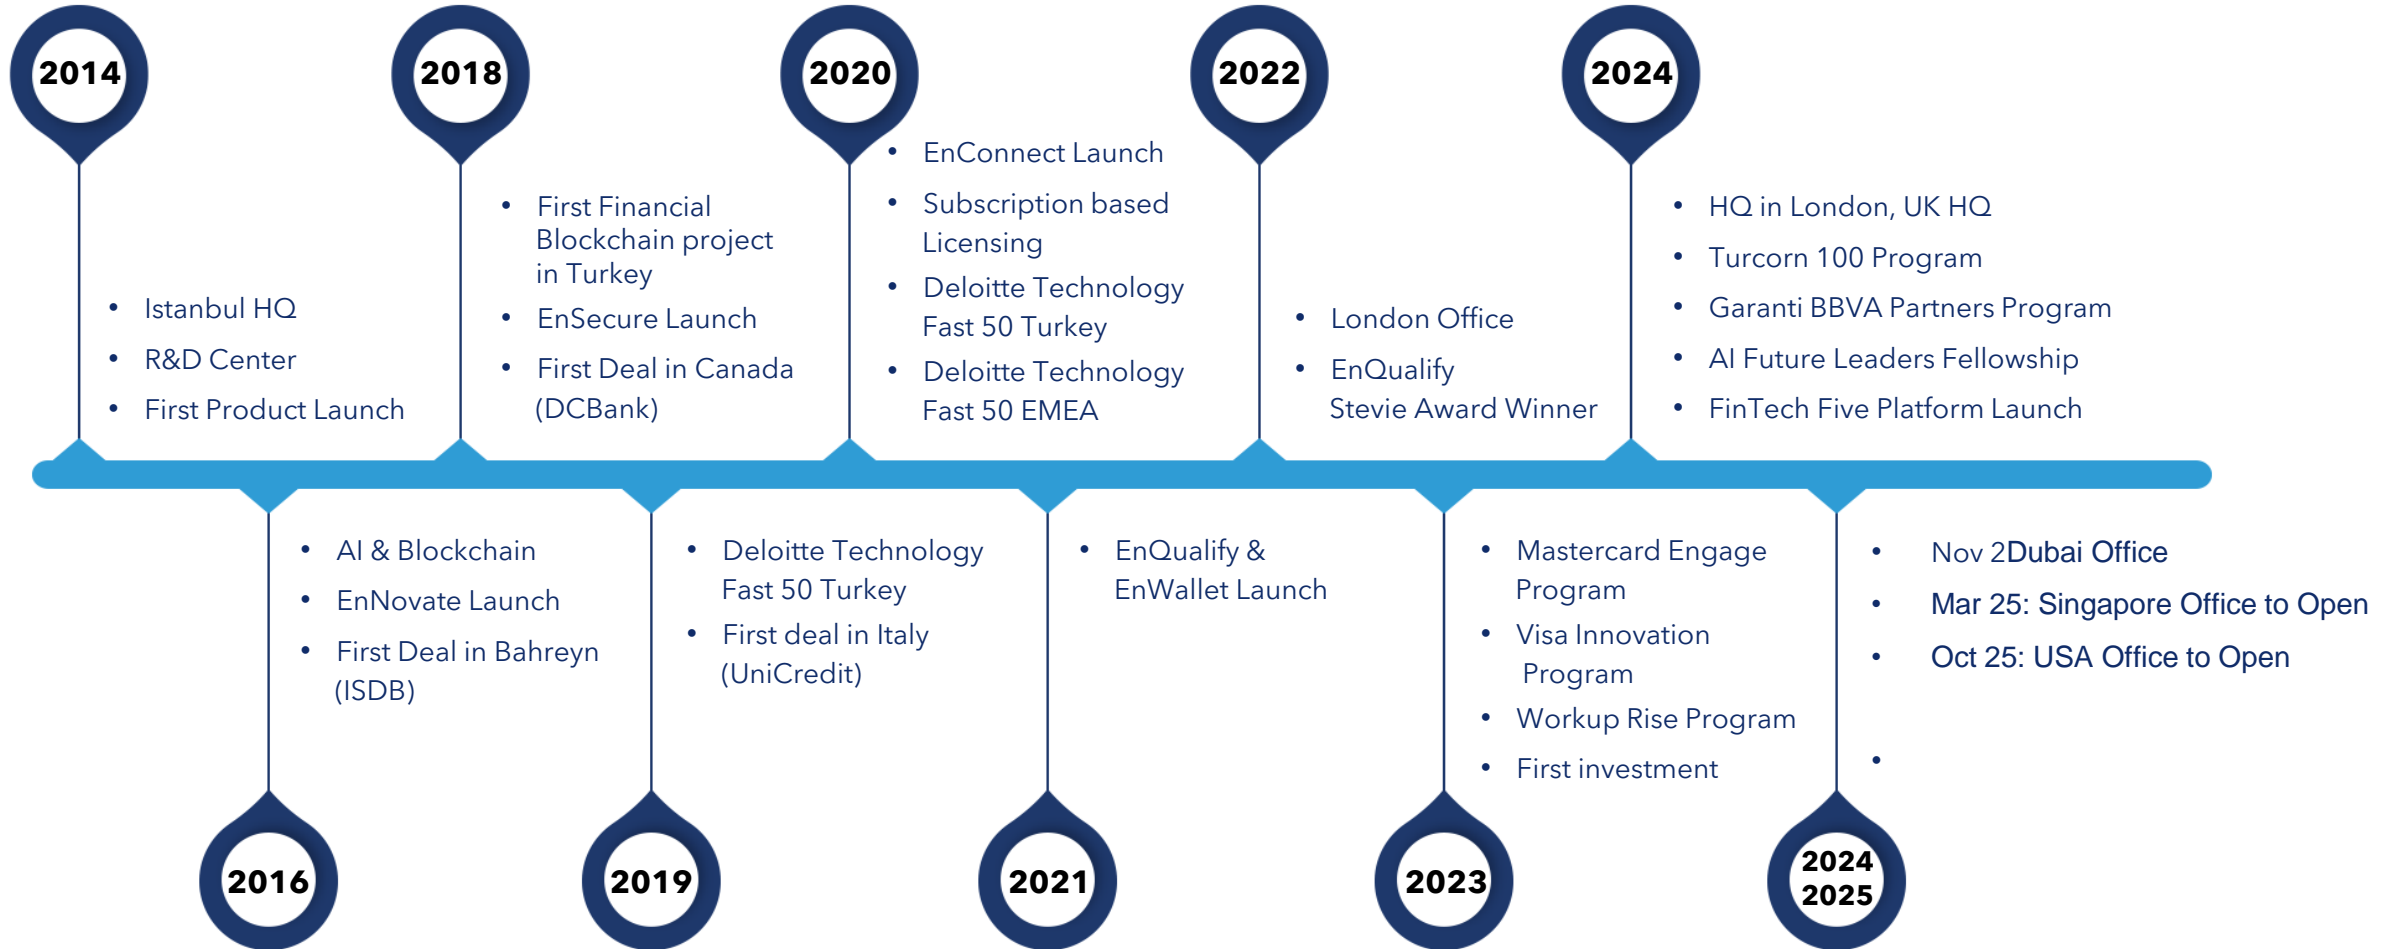 2014
• Istanbul HQ
• R&D Center
• First Product Launch
2016
• AI & Blockchain
• EnNovate Launch
• First Deal in Bahreyn
(ISDB)
2018
• First Financial
Blockchain project
in Turkey
• EnSecure Launch
• First Deal in Canada
(DCBank)
2019
• Deloitte Technology
Fast 50 Turkey
• First deal in Italy
(UniCredit)
2020
• EnConnect Launch
• Subscription based
Licensing
• Deloitte Technology
Fast 50 Turkey
• Deloitte Technology
Fast 50 EMEA
2021
• EnQualify &
EnWallet Launch
2022
• London Office
• EnQualify
Stevie Award Winner
2023
• Mastercard Engage
Program
• Visa Innovation
Program
• Workup Rise Program
• First investment
2024
• HQ in London, UK HQ
• Turcorn 100 Program
• Garanti BBVA Partners Program
• AI Future Leaders Fellowship
• FinTech Five Platform Launch
2024
2025
• Nov 2Dubai Office
• Mar 25: Singapore Office to Open
• Oct 25: USA Office to Open
•